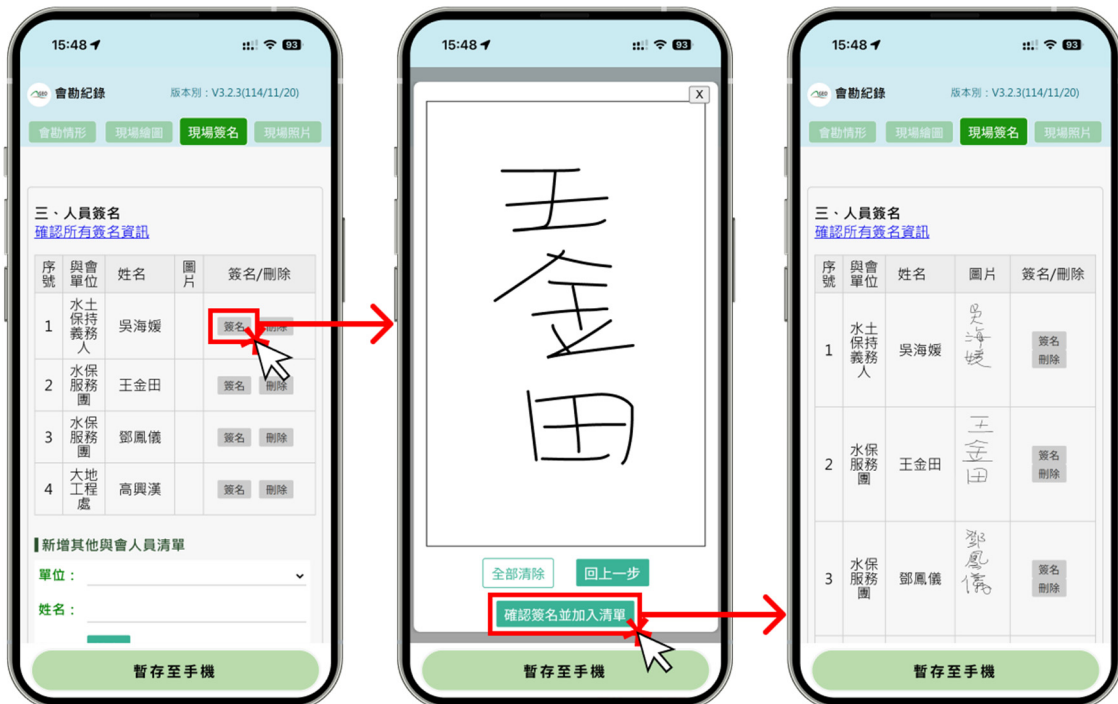 15:48
93
GEO 會勘紀錄
版本別：V3.2.3(114/11/20)
會勘情形 現場繪圖 現場簽名 現場照片
三、人員簽名
確認所有簽名資訊
序號 與會單位 姓名 圖片 簽名/刪除
1 水土保持義務人 吳海媛 簽名 刪除
2 水保服務團 王金田 簽名 刪除
3 水保服務團 鄧鳳儀 簽名 刪除
4 大地工程處 高興漢 簽名 刪除
新增其他與會人員清單
單位：
姓名：
暫存至手機
15:48
93
X
王金田
全部清除 回上一步
確認簽名並加入清單
暫存至手機
15:48
93
GEO 會勘紀錄
版本別：V3.2.3(114/11/20)
會勘情形 現場繪圖 現場簽名 現場照片
三、人員簽名
確認所有簽名資訊
序號 與會單位 姓名 圖片 簽名/刪除
1 水土保持義務人 吳海媛 吳海媛 簽名 刪除
2 水保服務團 王金田 王金田 簽名 刪除
3 水保服務團 鄧鳳儀 鄧鳳儀 簽名 刪除
暫存至手機